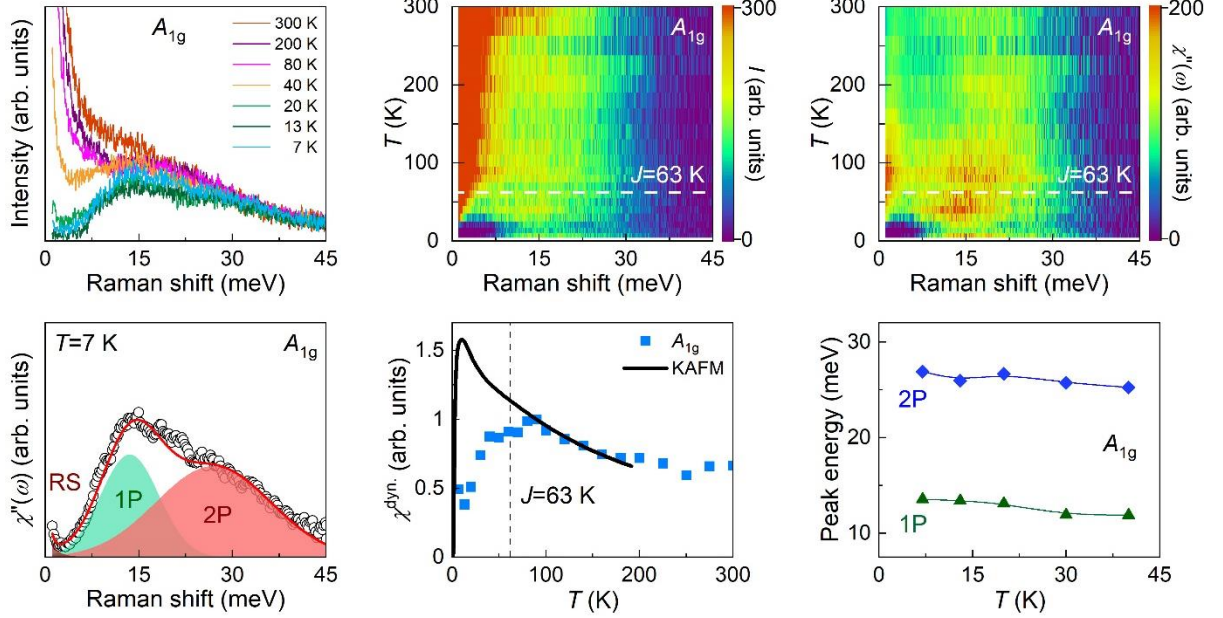 A1g
300 K
200 K
80 K
40 K
20 K
13 K
7 K
Intensity (arb. units)
0 15 30 45
Raman shift (meV)
A1g
300
200
100
0
T (K)
J=63 K
0 15 30 45
Raman shift (meV)
300
I (arb. units)
0
A1g
300
200
100
0
T (K)
J=63 K
0 15 30 45
Raman shift (meV)
200
χ"(ω) (arb. units)
0
T=7 K
A1g
RS
1P
2P
χ"(ω) (arb. units)
0 15 30 45
Raman shift (meV)
A1g
KAFM
1.5
1.0
0.5
0
χdyn. (arb. units)
J=63 K
0 100 200 300
T (K)
30
20
10
Peak energy (meV)
2P
A1g
1P
0 15 30 45
T (K)